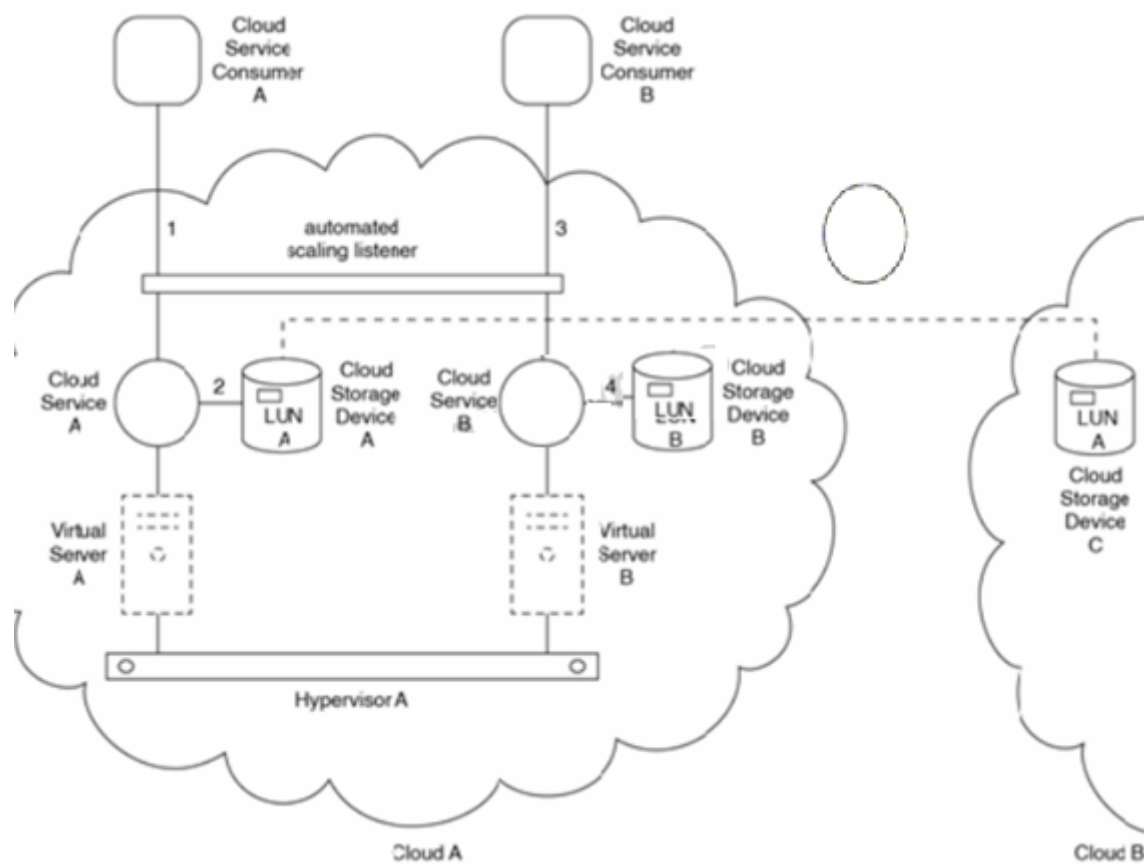 Cloud
Service
Consumer
A
Cloud
Service
Consumer
B
1
automated
scaling listener
3
Cloud
Service
A
2
LUN
A
Cloud
Storage
Device
A
Cloud
Service
B
4
LUN
B
Cloud
Storage
Device
B
LUN
A
Cloud
Storage
Device
C
Virtual
Server
A
Virtual
Server
B
Hypervisor A
Cloud A
Cloud B